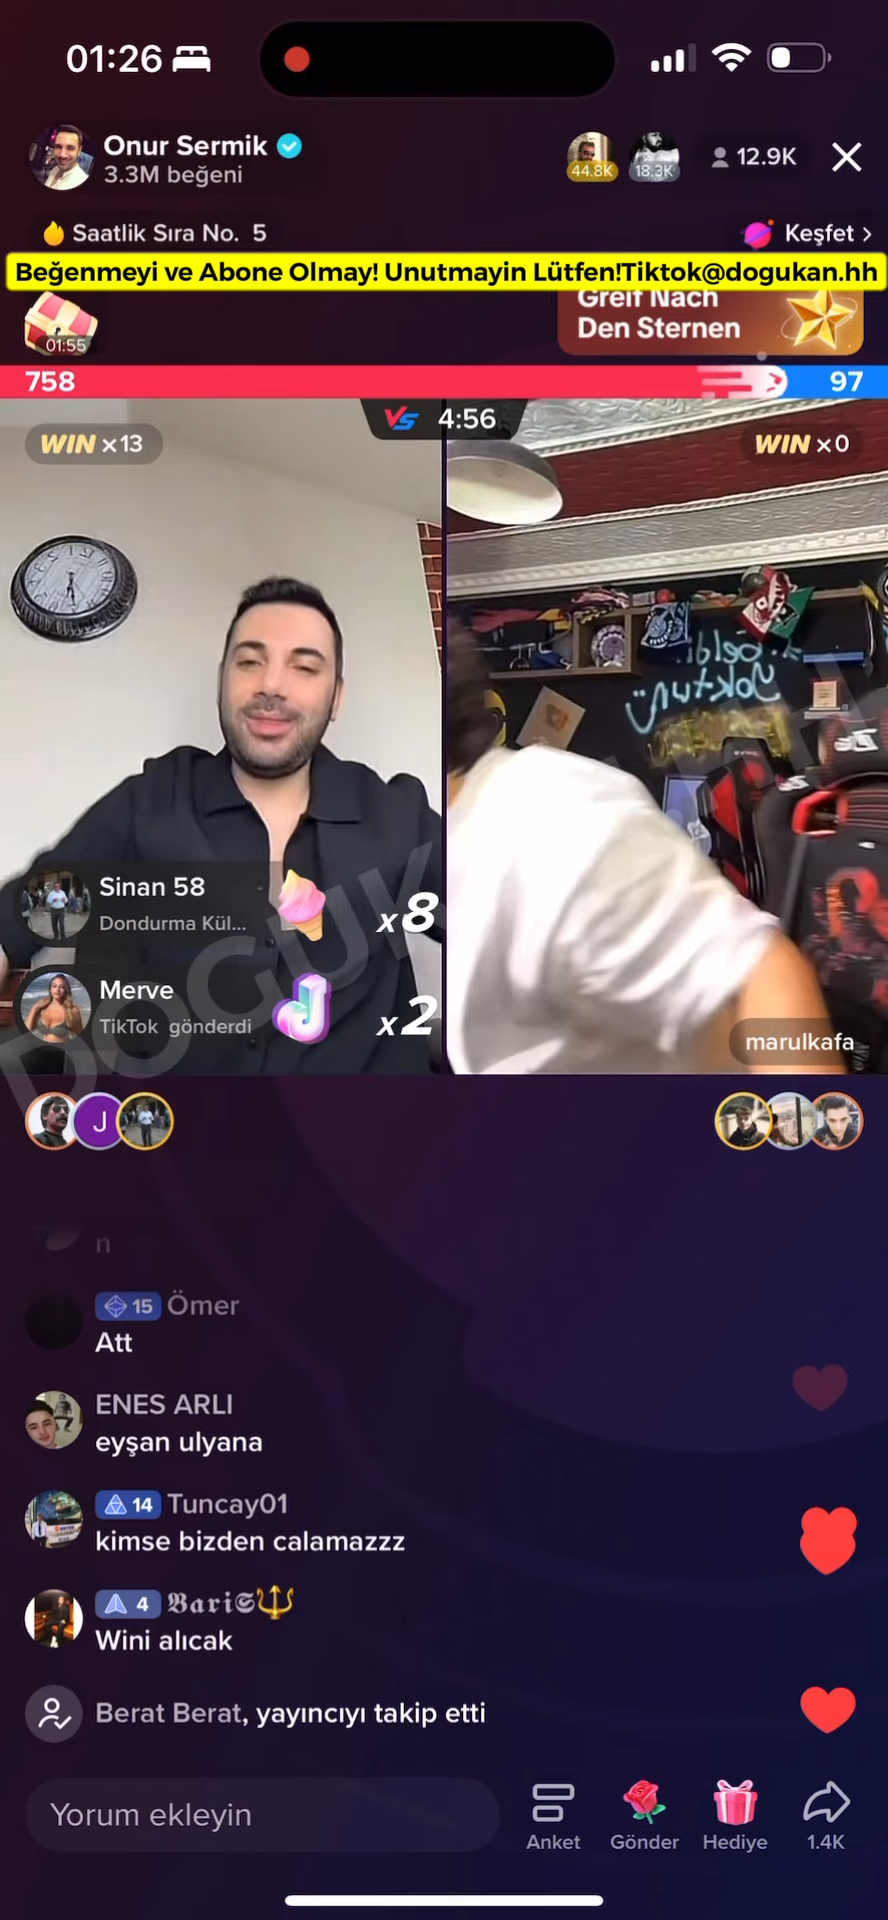 01:26
Onur Sermik
3.3M beğeni
44.8K
18.3K
12.9K
Saatlik Sıra No. 5
Keşfet >
Beğenmeyi ve Abone Olmay! Unutmayin Lütfen!Tiktok@dogukan.hh
Greif Nach
Den Sternen
01:55
758
97
VS 4:56
WIN x13
WIN x0
Sinan 58
Dondurma Kül...
x8
Merve
TikTok gönderdi
x2
marulkafa
J
n
15 Ömer
Att
ENES ARLI
eyşan ulyana
14 Tuncay01
kimse bizden calamazzz
4 𝕭𝖆𝖗𝖎𝕾
Wini alıcak
Berat Berat, yayıncıyı takip etti
Yorum ekleyin
Anket
Gönder
Hediye
1.4K